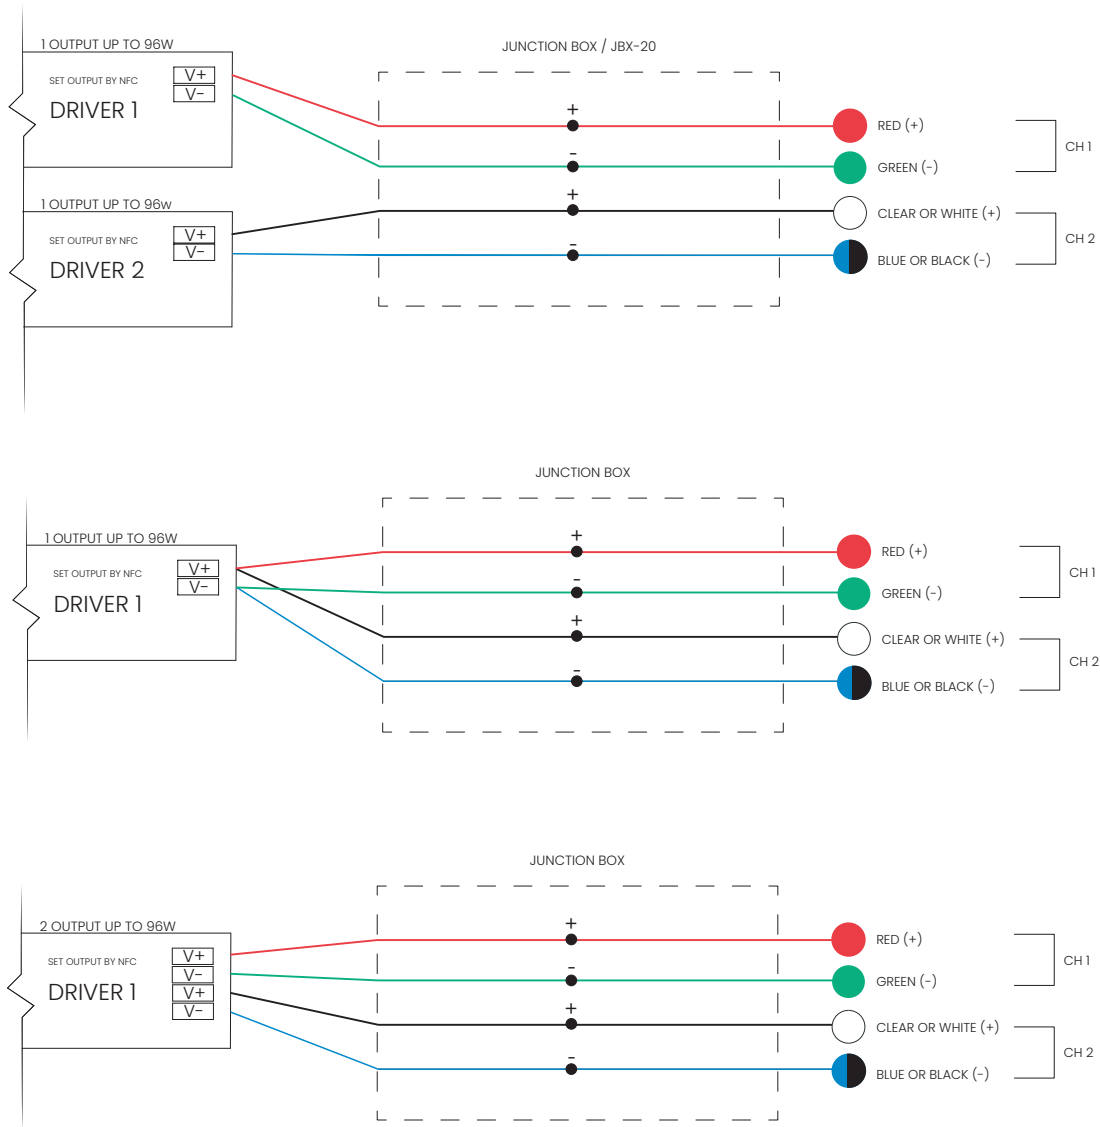 1 OUTPUT UP TO 96W
JUNCTION BOX / JBX-20
SET OUTPUT BY NFC
V+
V-
DRIVER 1
+
RED (+)
CH 1
-
GREEN (-)
+
1 OUTPUT UP TO 96w
CLEAR OR WHITE (+)
SET OUTPUT BY NFC
V+
V-
CH 2
-
DRIVER 2
BLUE OR BLACK (-)
JUNCTION BOX
1 OUTPUT UP TO 96W
+
RED (+)
SET OUTPUT BY NFC
V+
V-
CH 1
-
DRIVER 1
GREEN (-)
+
CLEAR OR WHITE (+)
CH 2
-
BLUE OR BLACK (-)
JUNCTION BOX
2 OUTPUT UP TO 96W
+
RED (+)
SET OUTPUT BY NFC
V+
V-
V+
V-
CH 1
-
DRIVER 1
GREEN (-)
+
CLEAR OR WHITE (+)
CH 2
-
BLUE OR BLACK (-)